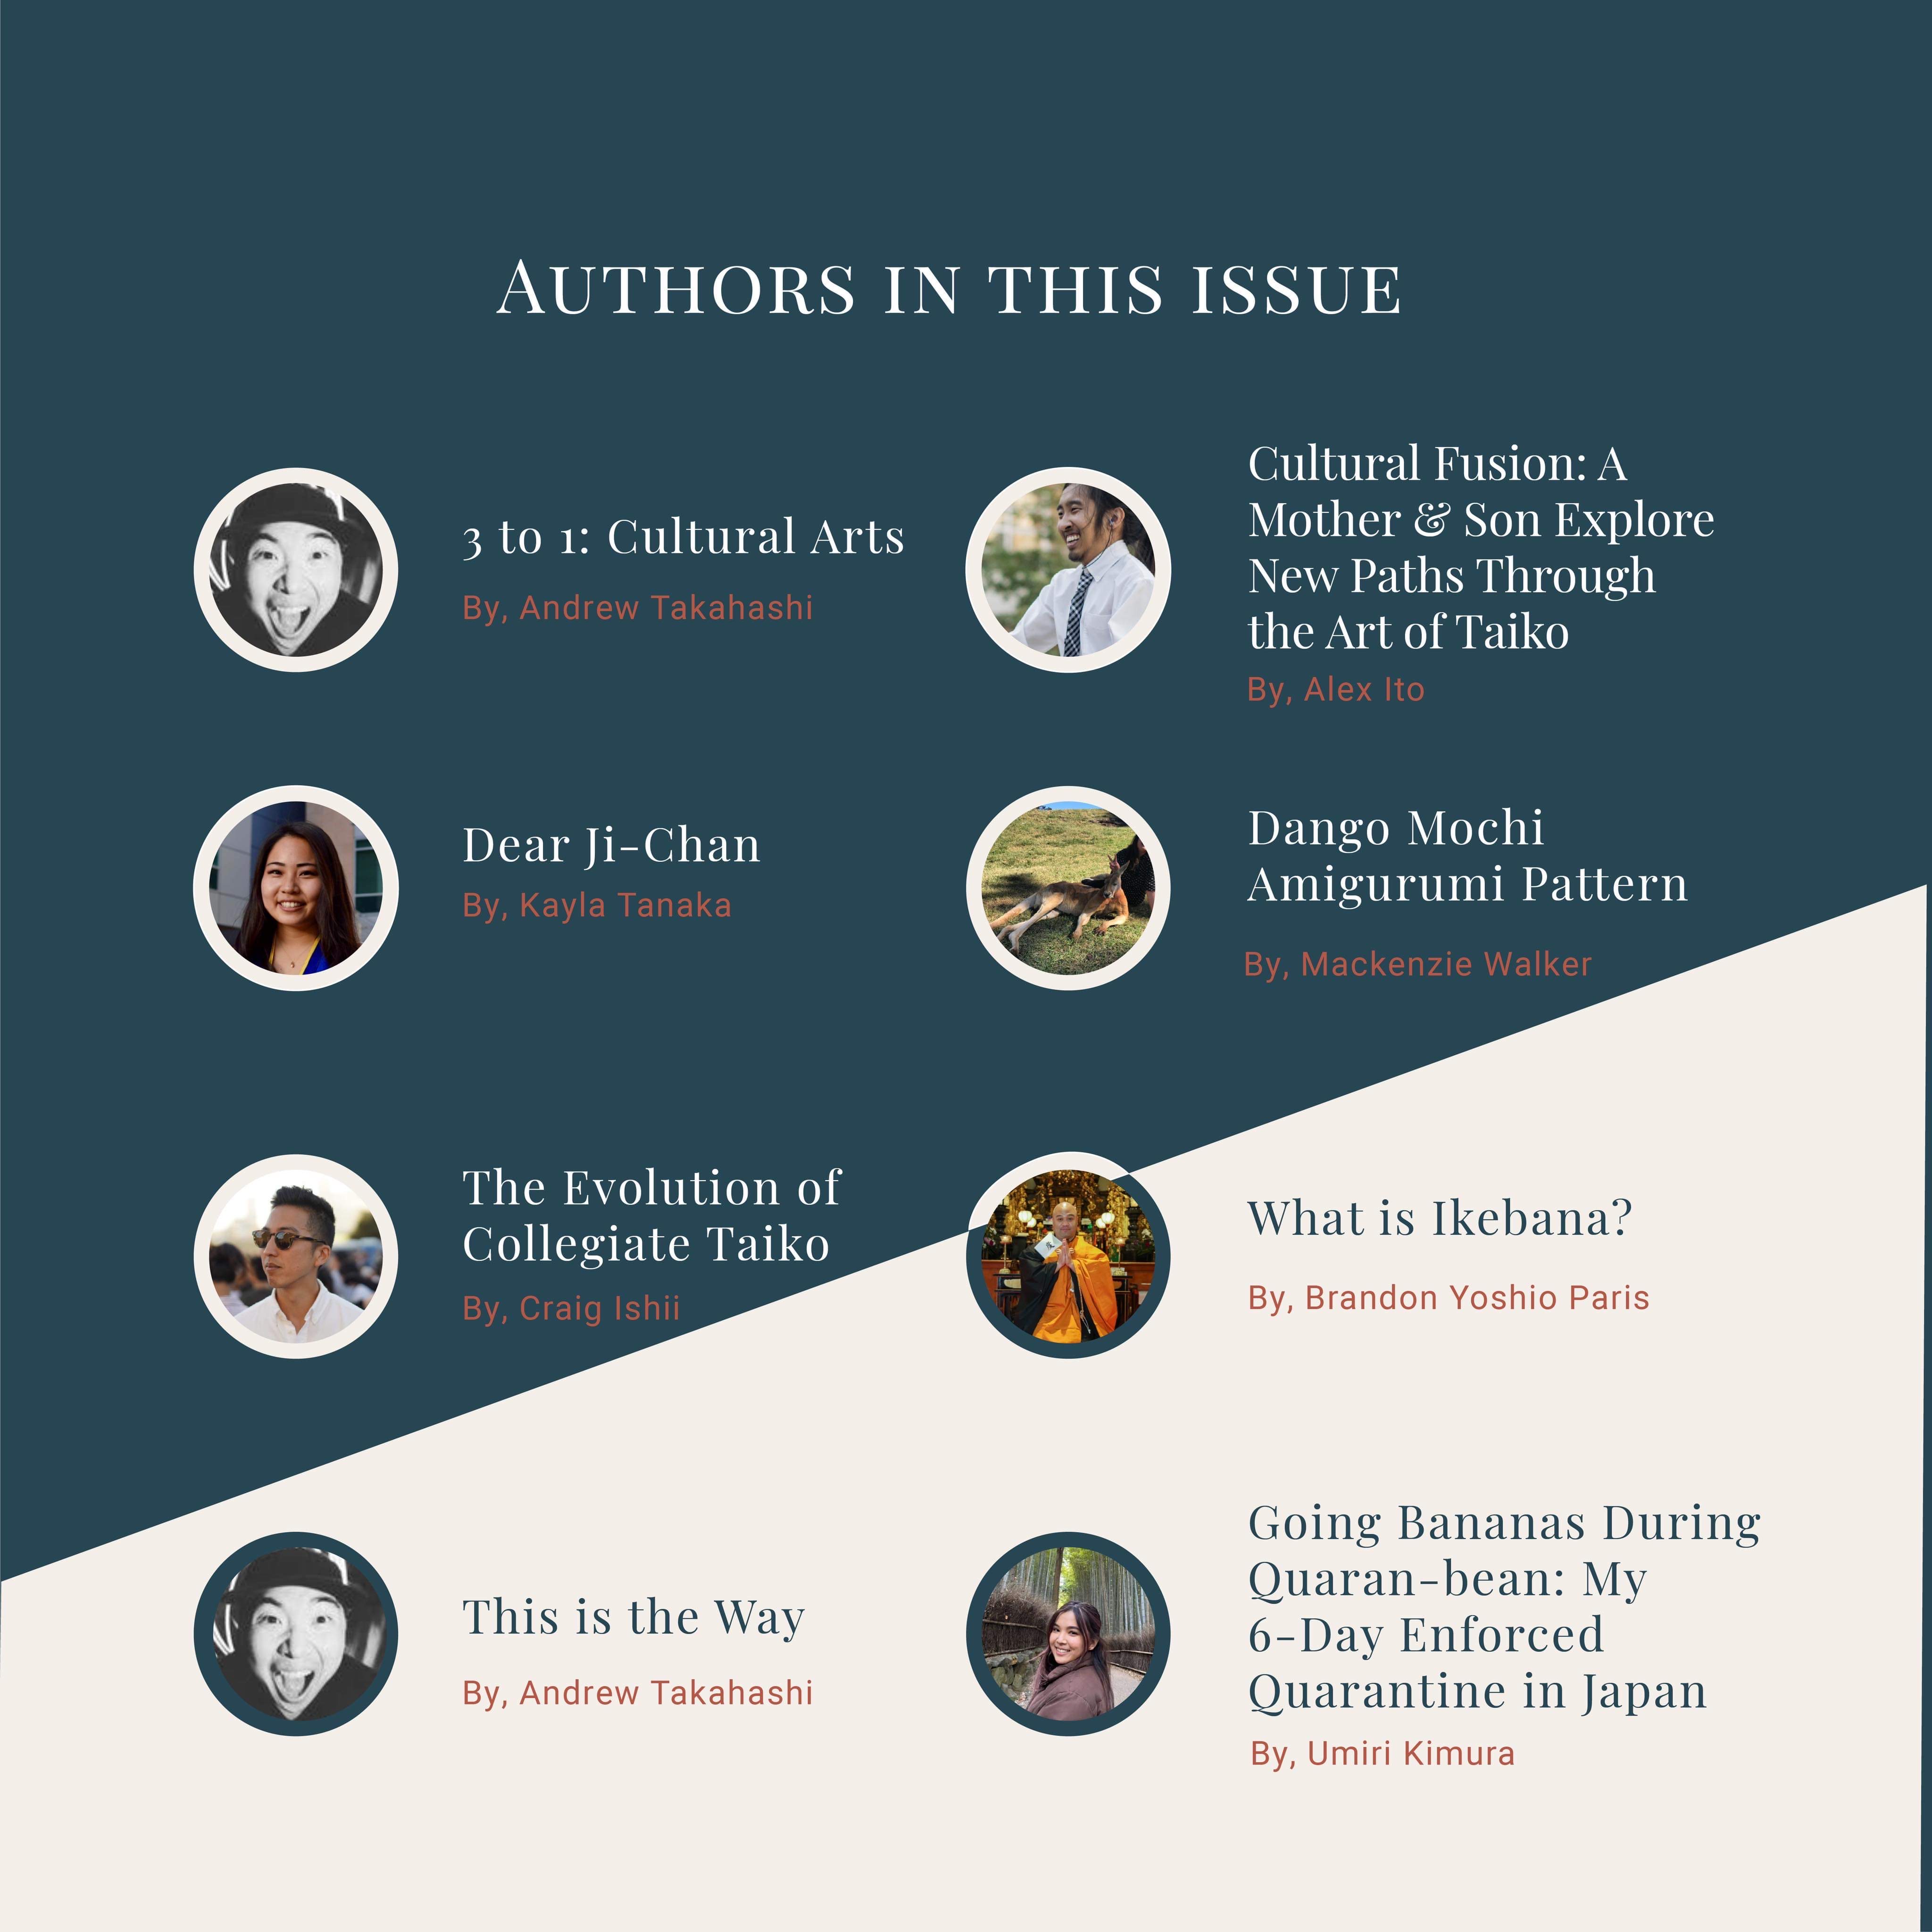 Authors in this issue
3 to 1: Cultural Arts
By, Andrew Takahashi
Cultural Fusion: A
Mother & Son Explore
New Paths Through
the Art of Taiko
By, Alex Ito
Dear Ji-Chan
By, Kayla Tanaka
Dango Mochi
Amigurumi Pattern
By, Mackenzie Walker
The Evolution of
Collegiate Taiko
By, Craig Ishii
What is Ikebana?
By, Brandon Yoshio Paris
This is the Way
By, Andrew Takahashi
Going Bananas During
Quaran-bean: My
6-Day Enforced
Quarantine in Japan
By, Umiri Kimura